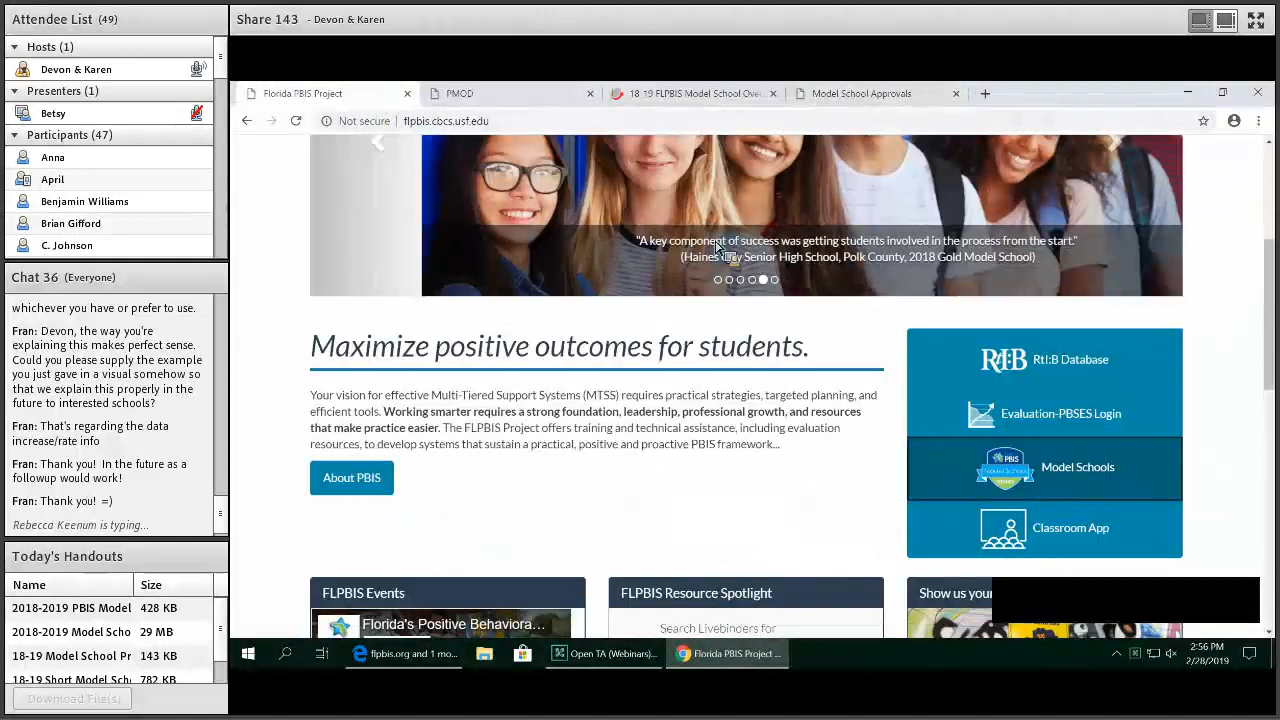 Attendee List (49)
Hosts (1)
Devon & Karen
Presenters (1)
Betsy
Participants (47)
Anna
April
Benjamin Williams
Brian Gifford
C. Johnson
Chat 36 (Everyone)
whichever you have or prefer to use.
Fran: Devon, the way you're
explaining this makes perfect sense.
Could you please supply the example
you just gave in a visual somehow so
that we explain this properly in the
future to interested schools?
Fran: That's regarding the data
increase/rate info
Fran: Thank you! In the future as a
followup would work!
Fran: Thank you! =)
Rebecca Keenum is typing...
Today's Handouts
Name Size
2018-2019 PBIS Model 428 KB
2018-2019 Model Scho 29 MB
18-19 Model School Pr 143 KB
18-19 Short Model Sch 782 KB
Download File(s)
Share 143 - Devon & Karen
Florida PBIS Project
PMOD
18-19 FLPBIS Model School Ove
Model School Approvals
Not secure flpbis.cbcs.usf.edu
"A key component of success was getting students involved in the process from the start."
(Haines Senior High School, Polk County, 2018 Gold Model School)
Maximize positive outcomes for students.
Your vision for effective Multi-Tiered Support Systems (MTSS) requires practical strategies, targeted planning, and
efficient tools. Working smarter requires a strong foundation, leadership, professional growth, and resources
that make practice easier. The FLPBIS Project offers training and technical assistance, including evaluation
resources, to develop systems that sustain a practical, positive and proactive PBIS framework...
About PBIS
RtI:B RtI:B Database
Evaluation-PBSES Login
PBIS Model Schools
Classroom App
FLPBIS Events
Florida's Positive Behaviora...
FLPBIS Resource Spotlight
Search Livebinders for
Show us your
flpbis.org and 1 mo...
Open TA (Webinars)...
Florida PBIS Project ...
2:56 PM
2/28/2019